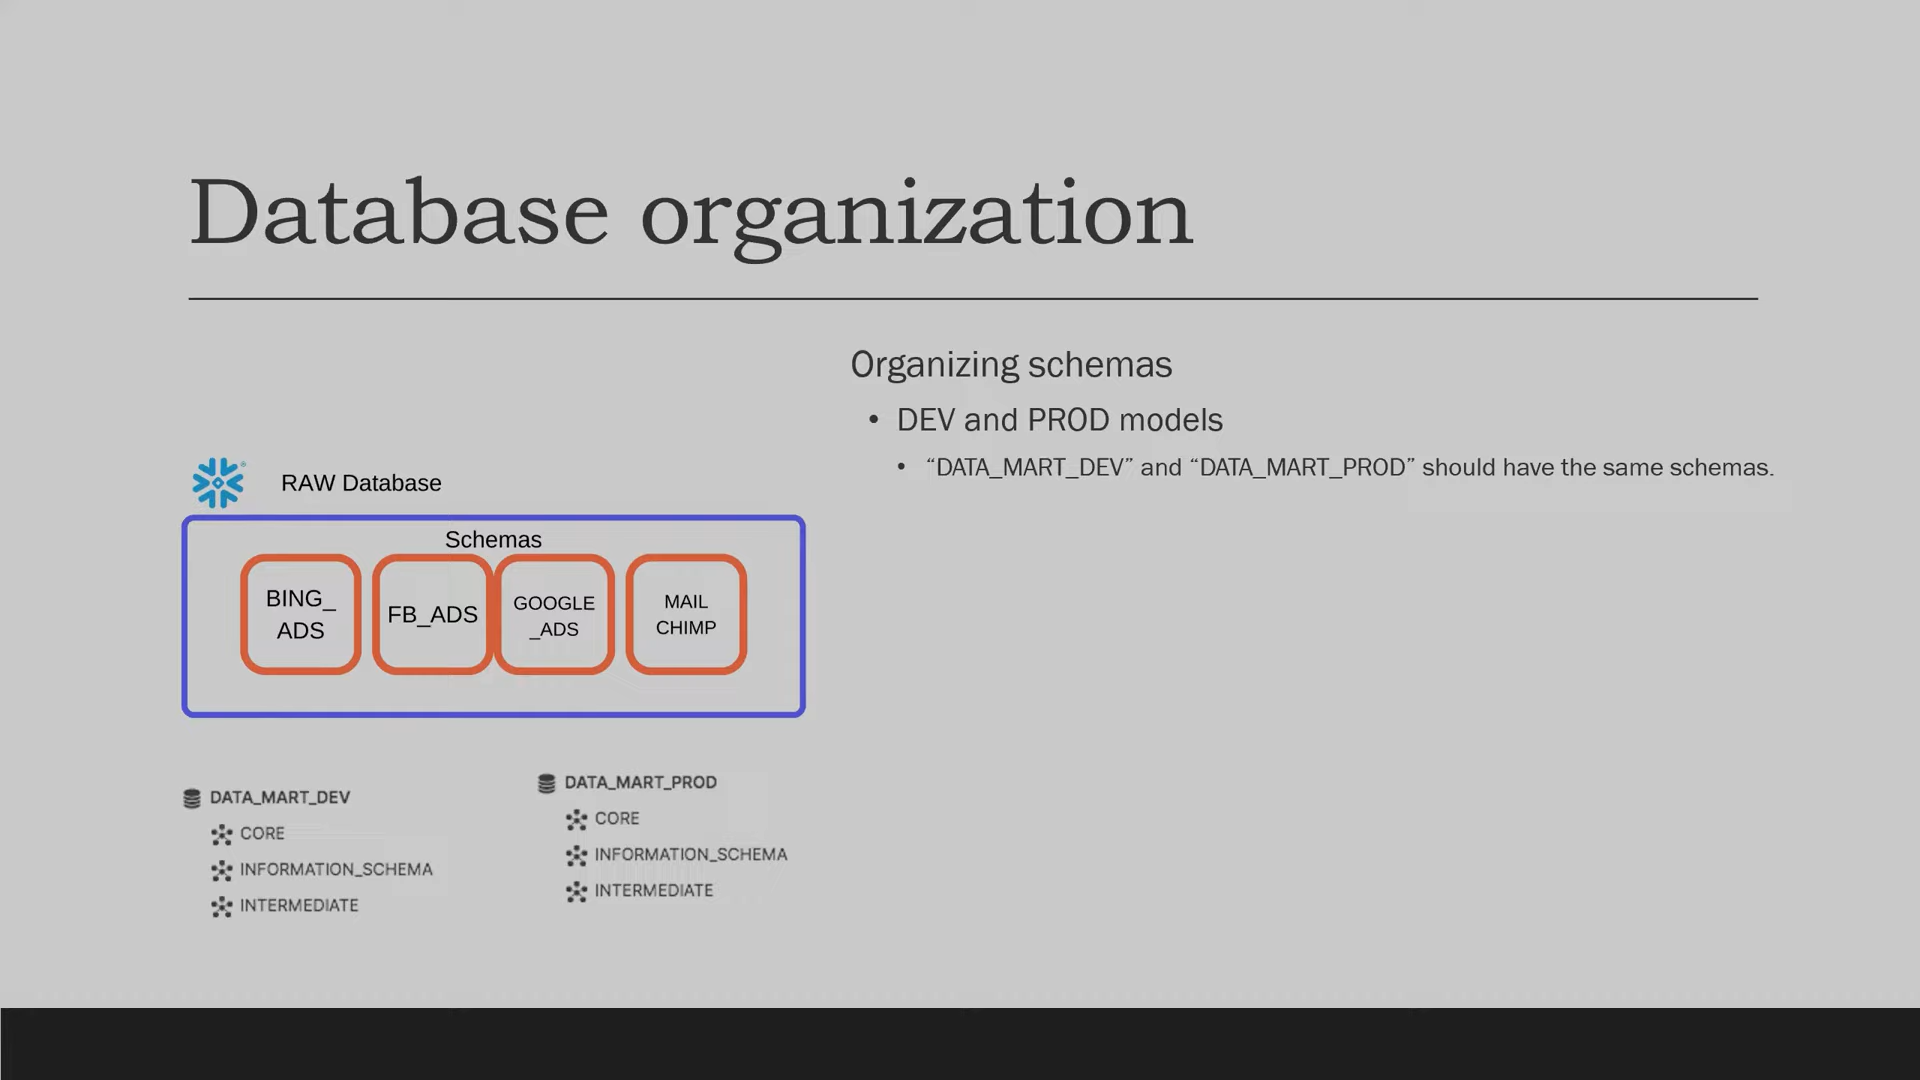 Database organization
Organizing schemas
• DEV and PROD models
• “DATA_MART_DEV” and “DATA_MART_PROD” should have the same schemas.
RAW Database
Schemas
BING_
ADS
FB_ADS
GOOGLE
_ADS
MAIL
CHIMP
DATA_MART_DEV
CORE
INFORMATION_SCHEMA
INTERMEDIATE
DATA_MART_PROD
CORE
INFORMATION_SCHEMA
INTERMEDIATE